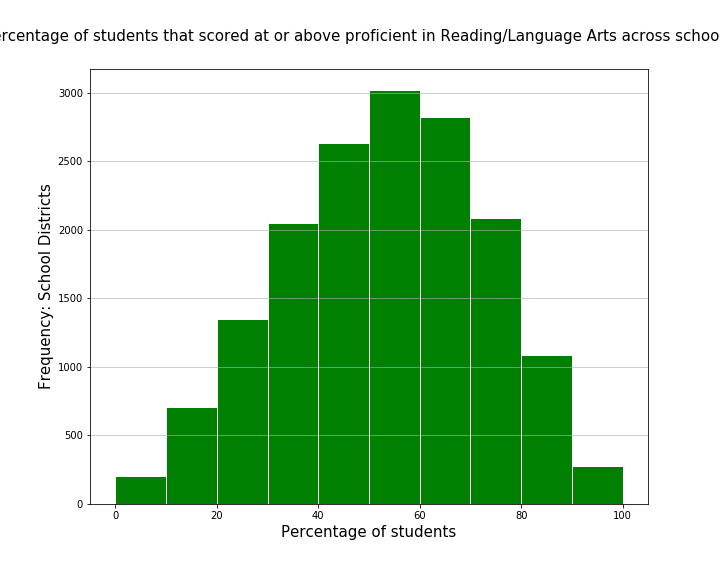 ercentage of students that scored at or above proficient in Reading/Language Arts across schoo
3000
2500
2000
1500
1000
500
0
Frequency: School Districts
0 20 40 60 80 100
Percentage of students